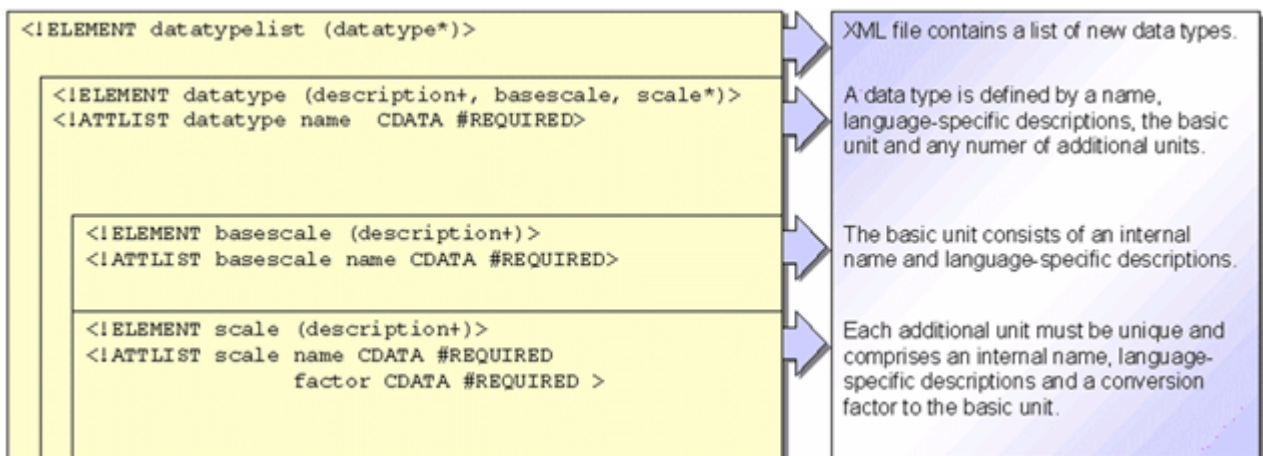 <!ELEMENT datatypelist (datatype*)>
XML file contains a list of new data types.
<!ELEMENT datatype (description+, basescale, scale*)>
<!ATTLIST datatype name CDATA #REQUIRED>
A data type is defined by a name,
language-specific descriptions, the basic
unit and any numer of additional units.
<!ELEMENT basescale (description+)>
<!ATTLIST basescale name CDATA #REQUIRED>
The basic unit consists of an internal
name and language-specific descriptions.
<!ELEMENT scale (description+)>
<!ATTLIST scale name CDATA #REQUIRED
factor CDATA #REQUIRED >
Each additional unit must be unique and
comprises an internal name, language-
specific descriptions and a conversion
factor to the basic unit.